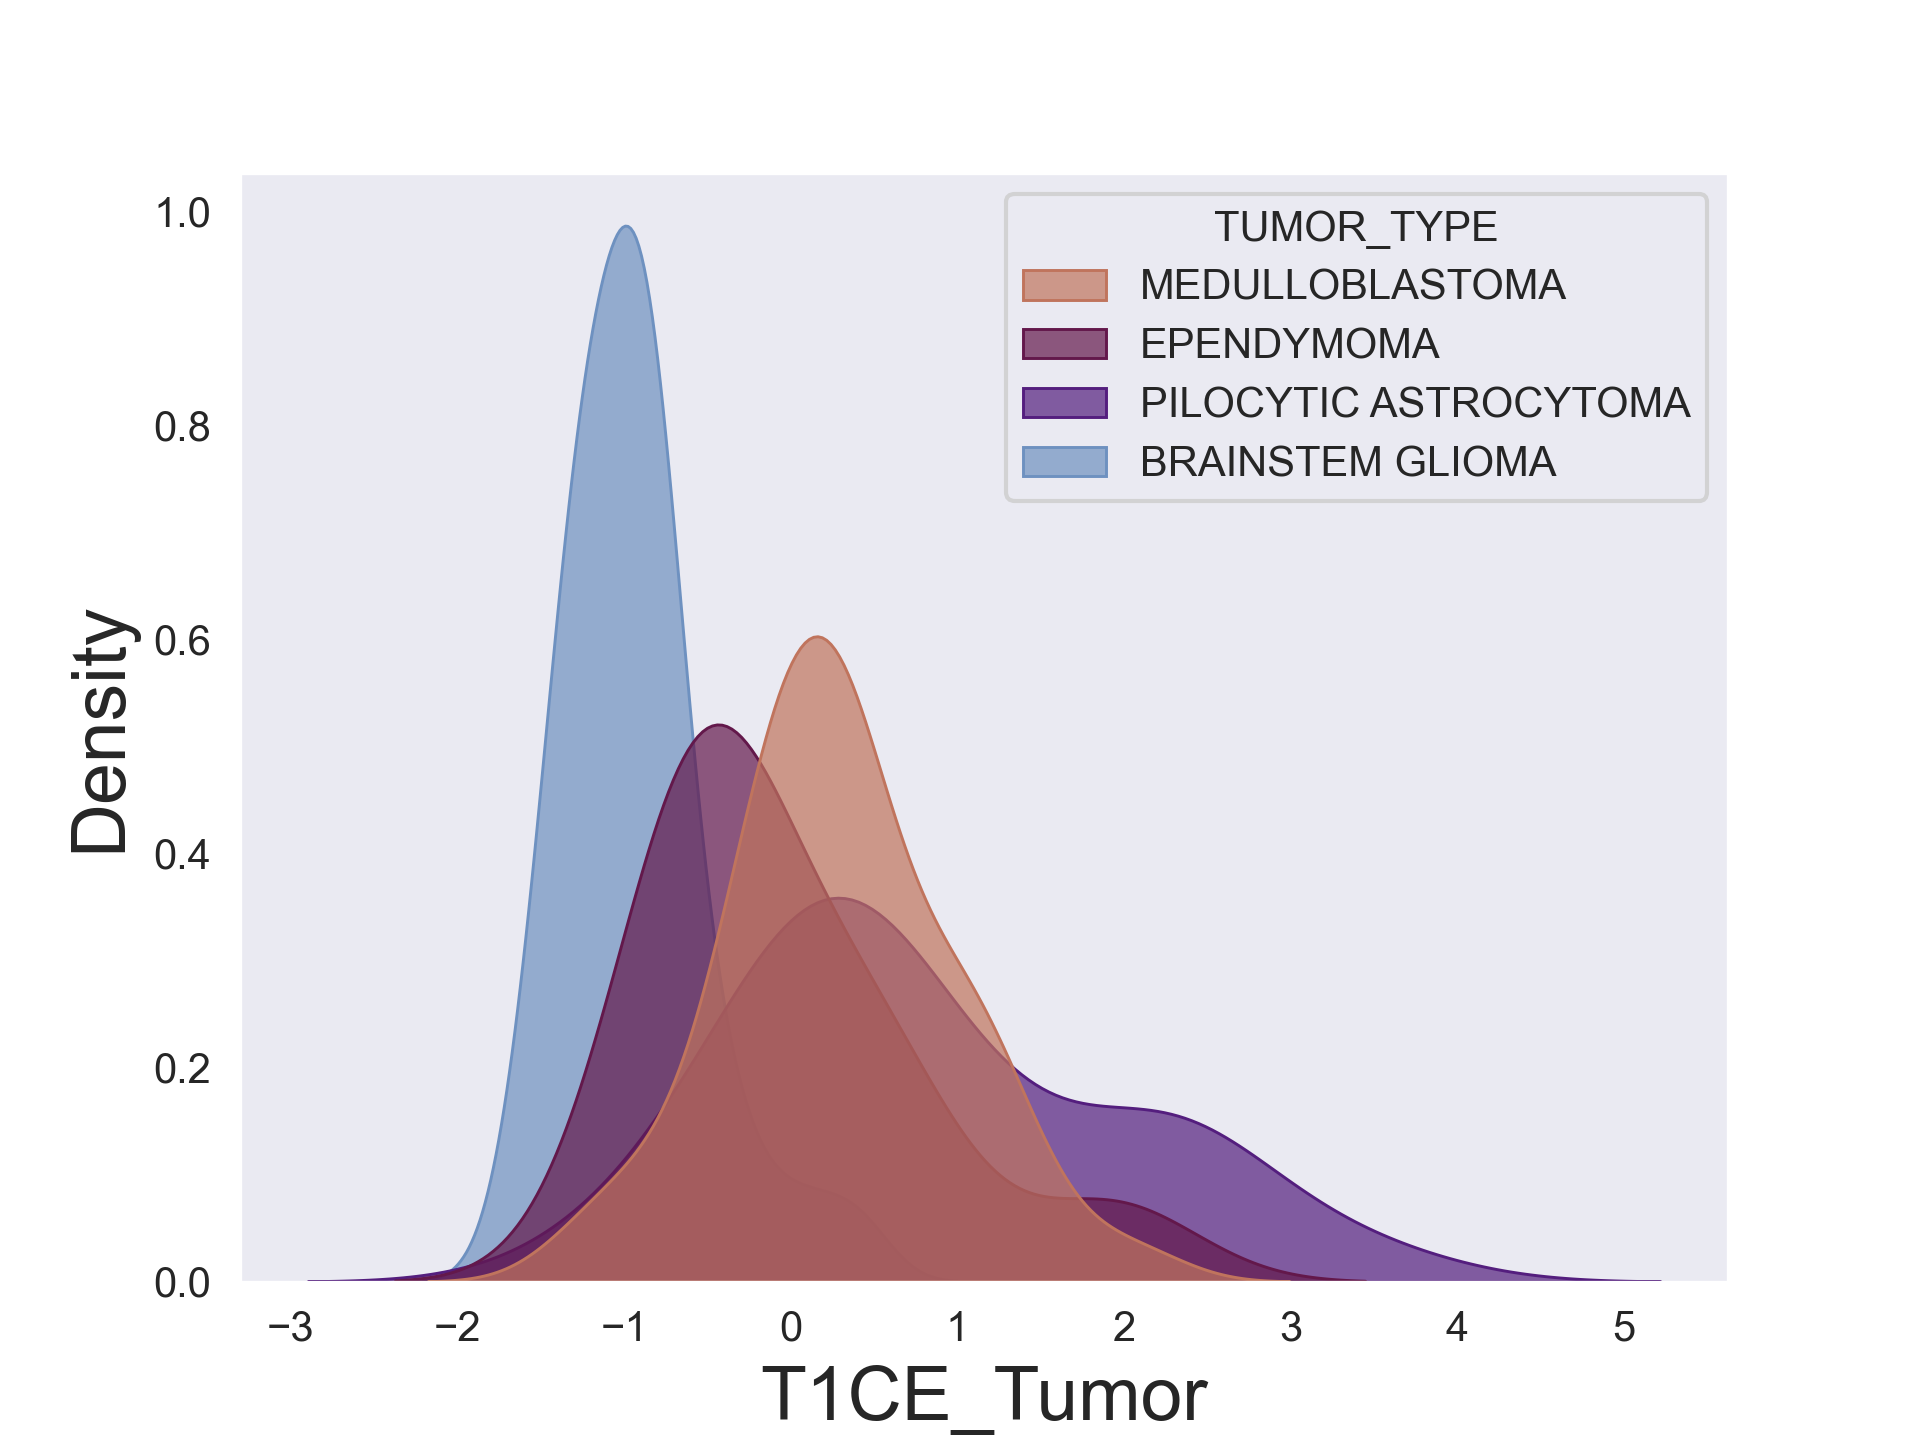 TUMOR_TYPE
MEDULLOBLASTOMA
EPENDYMOMA
PILOCYTIC ASTROCYTOMA
BRAINSTEM GLIOMA
Density
1.0
0.8
0.6
0.4
0.2
0.0
−3 −2 −1 0 1 2 3 4 5
T1CE_Tumor